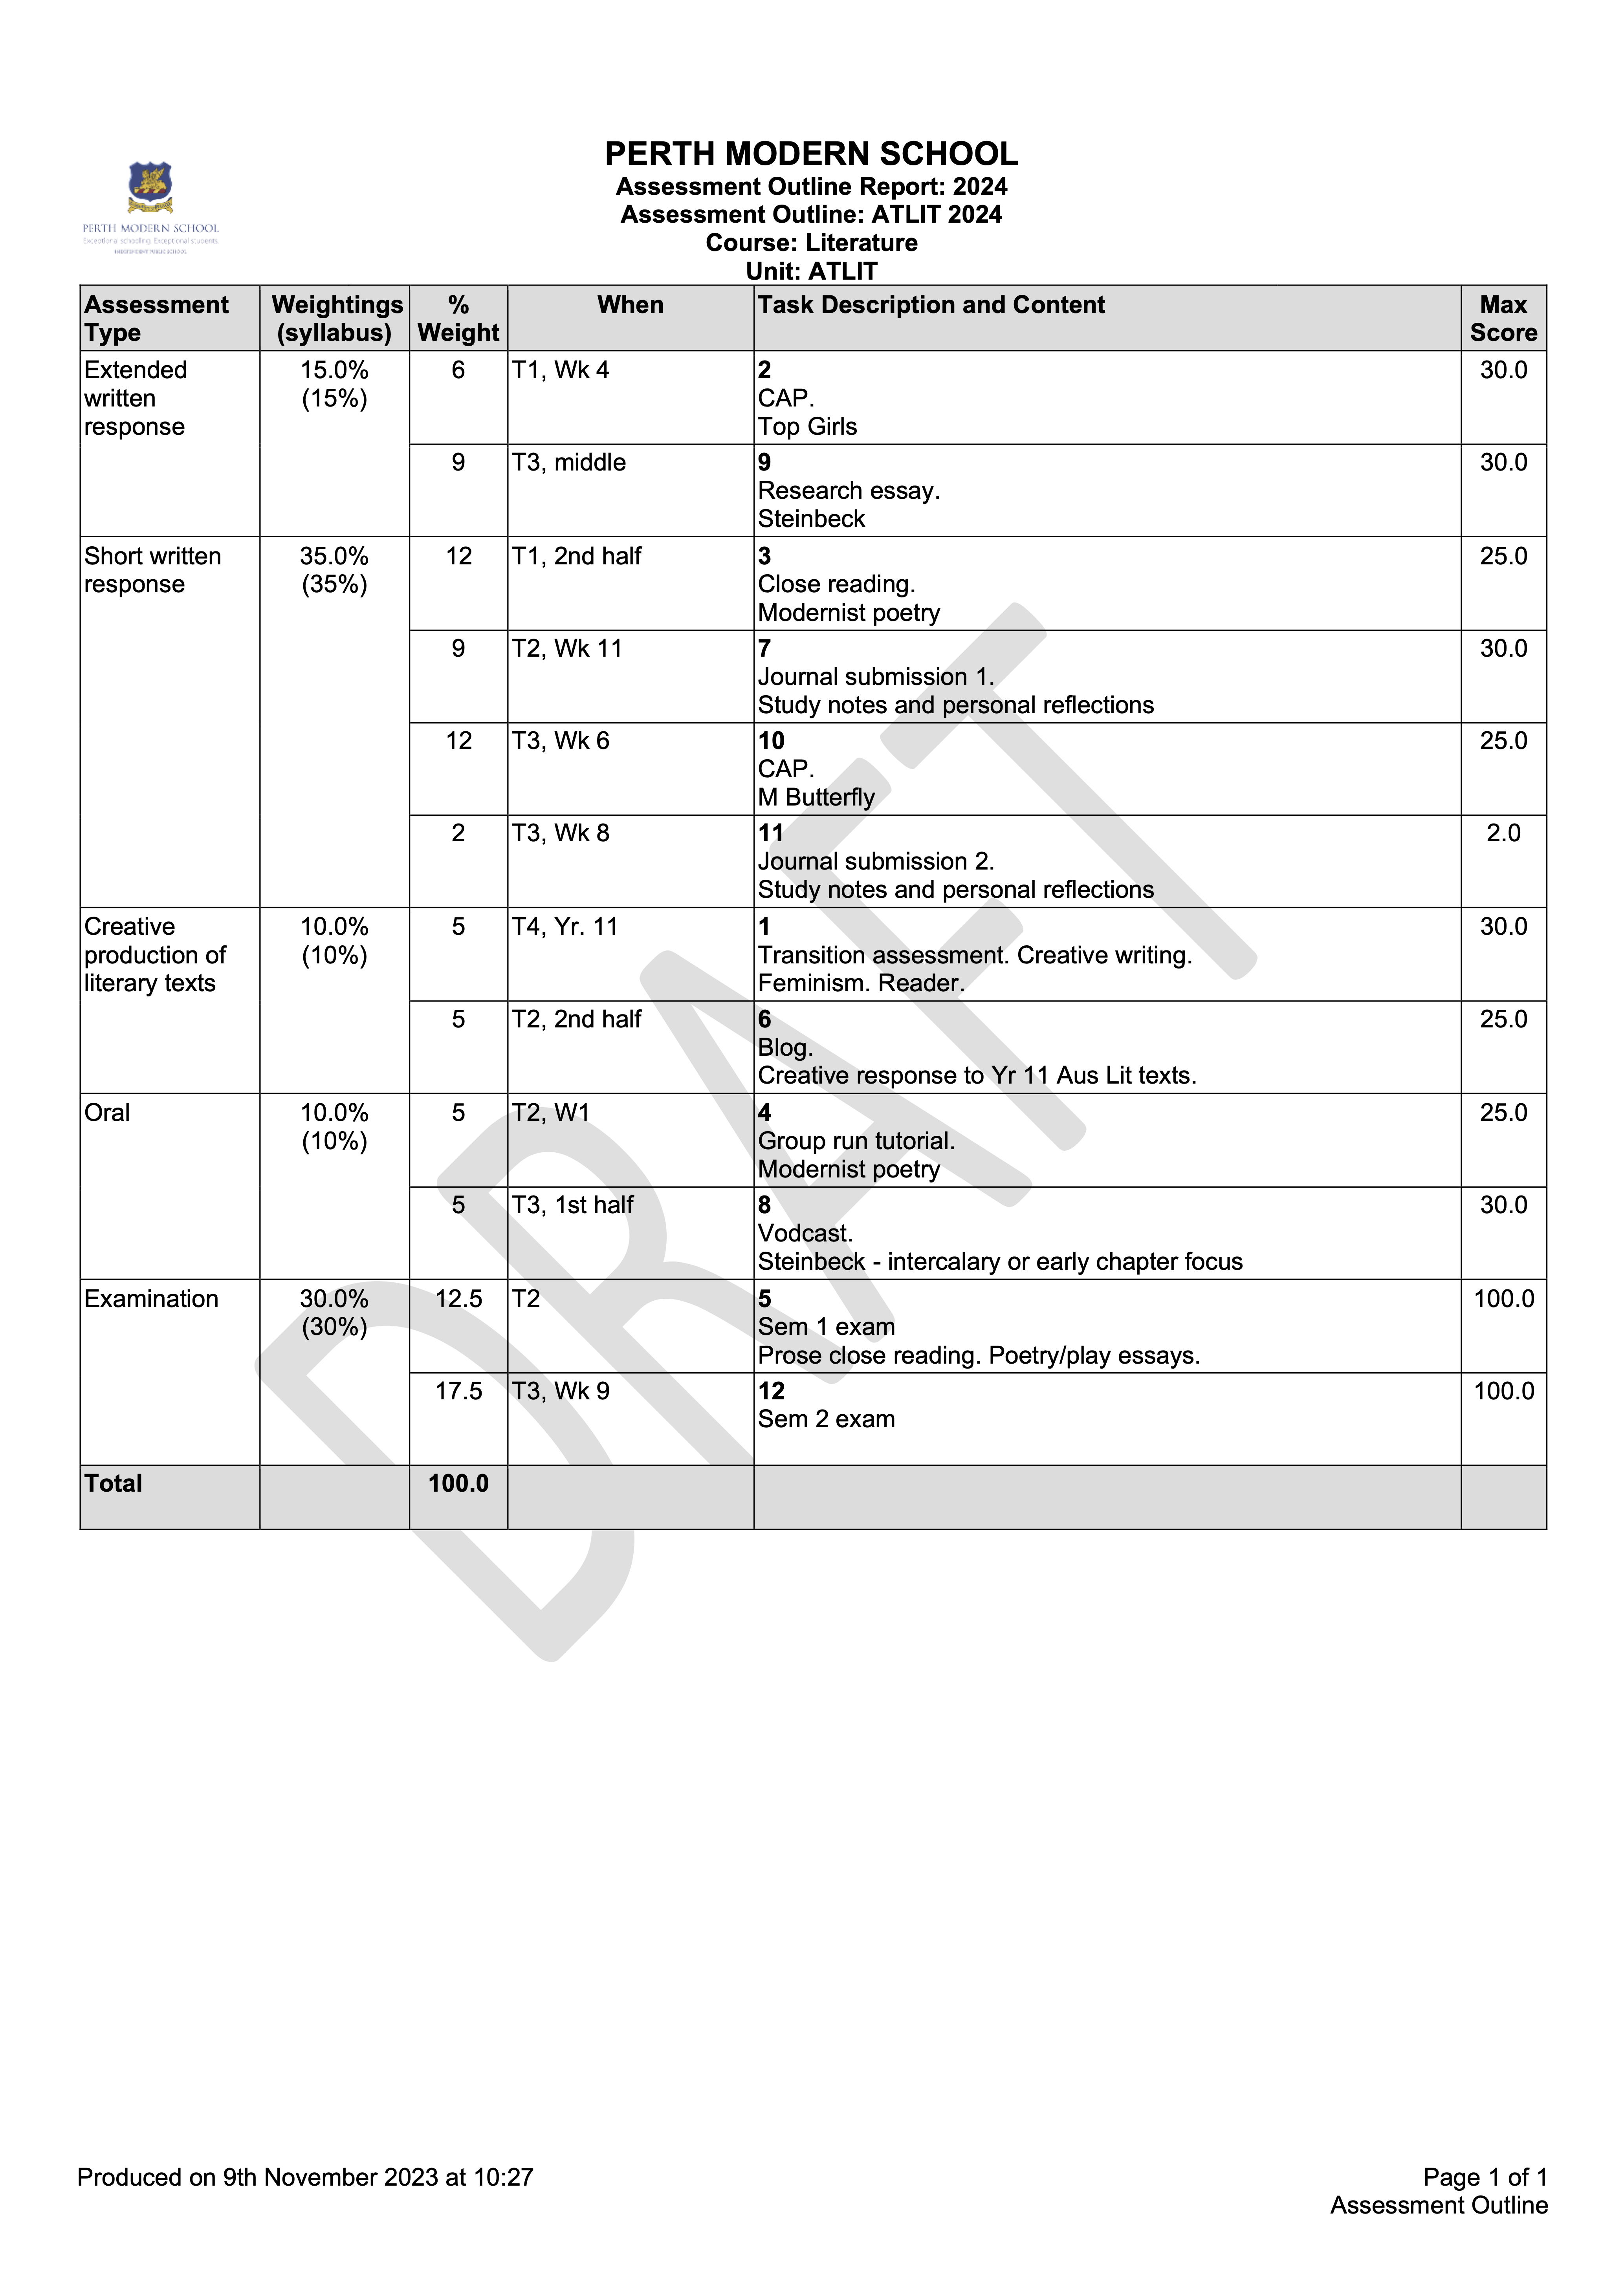 PERTH MODERN SCHOOL
Assessment Outline Report: 2024
Assessment Outline: ATLIT 2024
Course: Literature
Unit: ATLIT
PERTH MODERN SCHOOL
Exceptional schooling. Exceptional students.
INDEPENDENT PUBLIC SCHOOL
Assessment Type Weightings (syllabus) % Weight When Task Description and Content Max Score
Extended written response 15.0% (15%) 6 T1, Wk 4 2 30.0
CAP.
Top Girls
9 T3, middle 9 30.0
Research essay.
Steinbeck
Short written response 35.0% (35%) 12 T1, 2nd half 3 25.0
Close reading.
Modernist poetry
9 T2, Wk 11 7 30.0
Journal submission 1.
Study notes and personal reflections
12 T3, Wk 6 10 25.0
CAP.
M Butterfly
2 T3, Wk 8 11 2.0
Journal submission 2.
Study notes and personal reflections
Creative production of literary texts 10.0% (10%) 5 T4, Yr. 11 1 30.0
Transition assessment. Creative writing.
Feminism. Reader.
5 T2, 2nd half 6 25.0
Blog.
Creative response to Yr 11 Aus Lit texts.
Oral 10.0% (10%) 5 T2, W1 4 25.0
Group run tutorial.
Modernist poetry
5 T3, 1st half 8 30.0
Vodcast.
Steinbeck - intercalary or early chapter focus
Examination 30.0% (30%) 12.5 T2 5 100.0
Sem 1 exam
Prose close reading. Poetry/play essays.
17.5 T3, Wk 9 12 100.0
Sem 2 exam
Total 100.0
DRAFT
Produced on 9th November 2023 at 10:27
Page 1 of 1
Assessment Outline